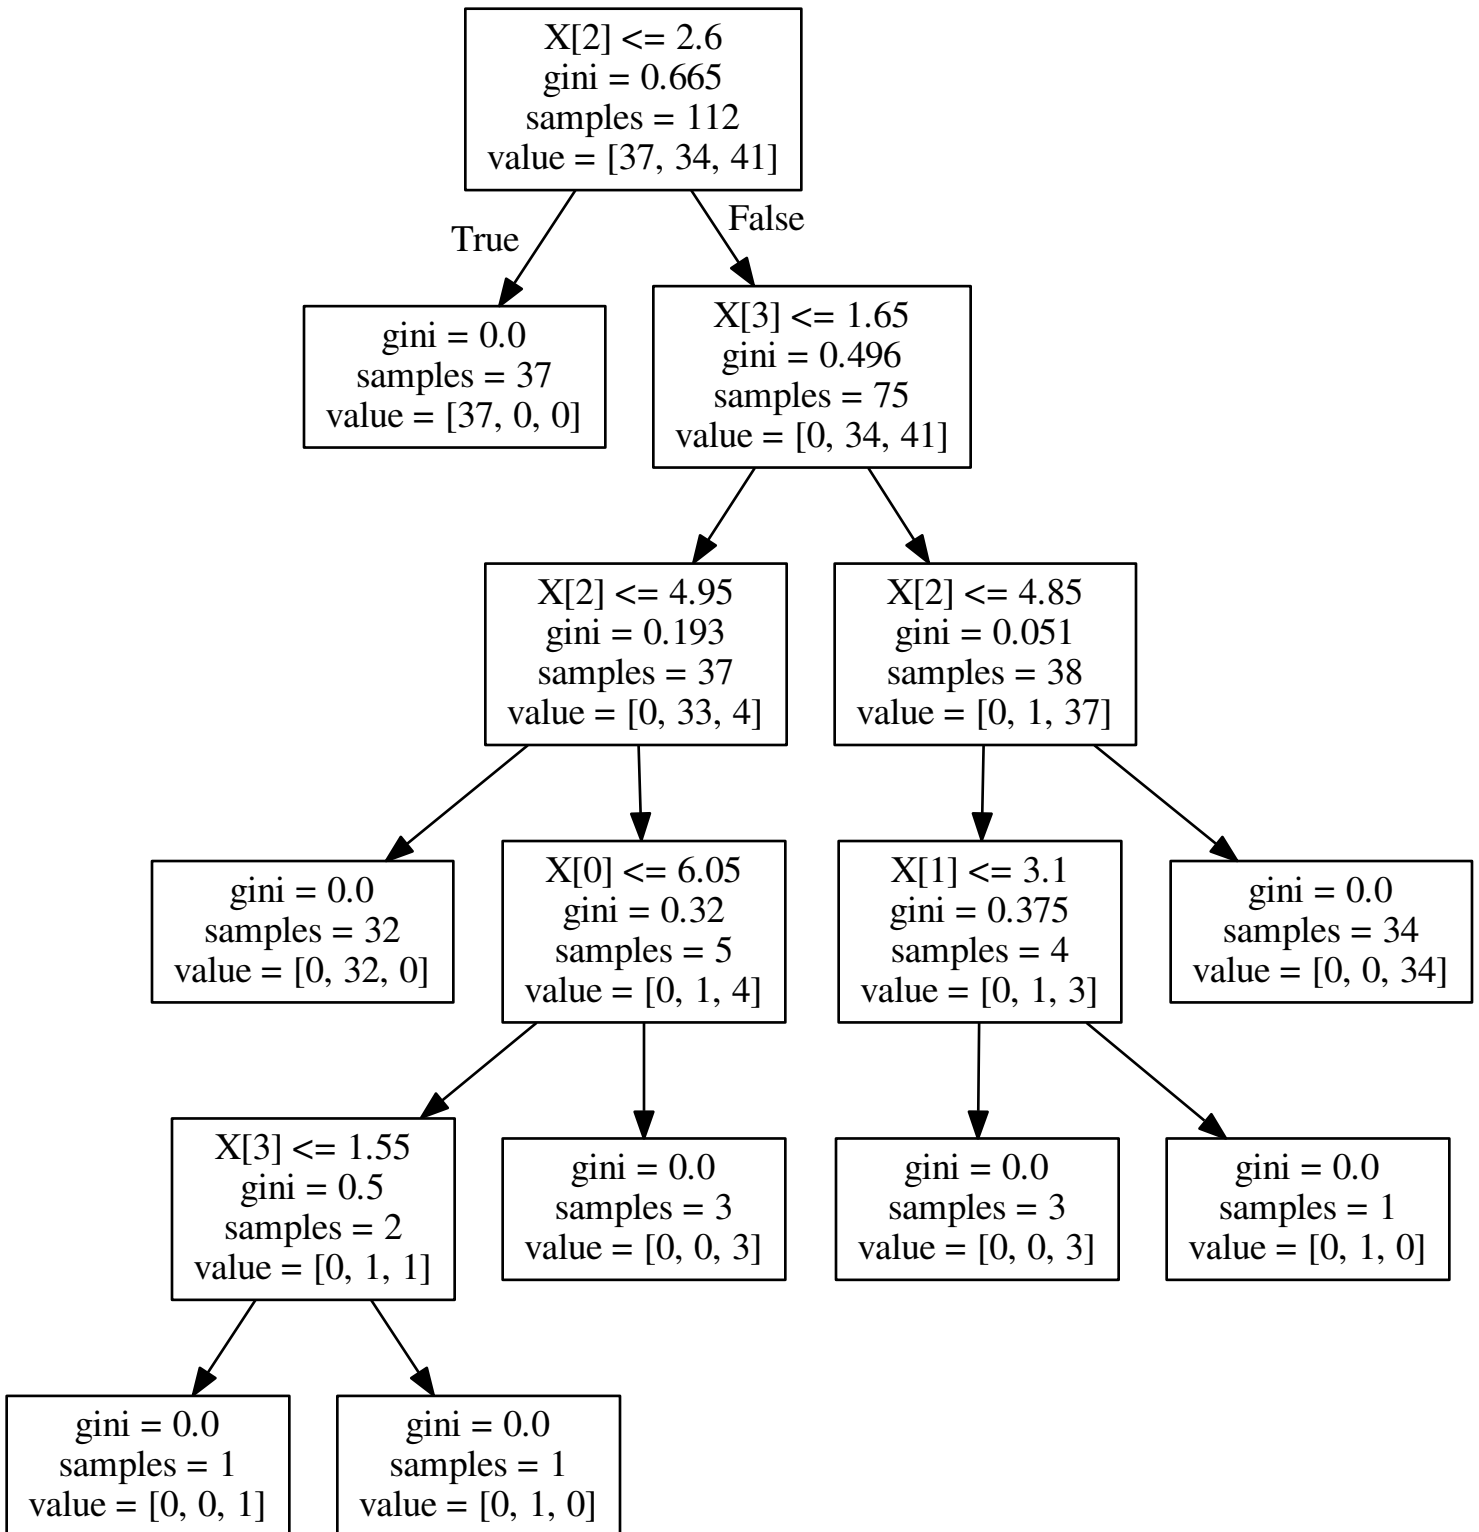 X[2] <= 2.6
gini = 0.665
samples = 112
value = [37, 34, 41]
True
False
gini = 0.0
samples = 37
value = [37, 0, 0]
X[3] <= 1.65
gini = 0.496
samples = 75
value = [0, 34, 41]
X[2] <= 4.95
gini = 0.193
samples = 37
value = [0, 33, 4]
X[2] <= 4.85
gini = 0.051
samples = 38
value = [0, 1, 37]
gini = 0.0
samples = 32
value = [0, 32, 0]
X[0] <= 6.05
gini = 0.32
samples = 5
value = [0, 1, 4]
X[1] <= 3.1
gini = 0.375
samples = 4
value = [0, 1, 3]
gini = 0.0
samples = 34
value = [0, 0, 34]
X[3] <= 1.55
gini = 0.5
samples = 2
value = [0, 1, 1]
gini = 0.0
samples = 3
value = [0, 0, 3]
gini = 0.0
samples = 3
value = [0, 0, 3]
gini = 0.0
samples = 1
value = [0, 1, 0]
gini = 0.0
samples = 1
value = [0, 0, 1]
gini = 0.0
samples = 1
value = [0, 1, 0]